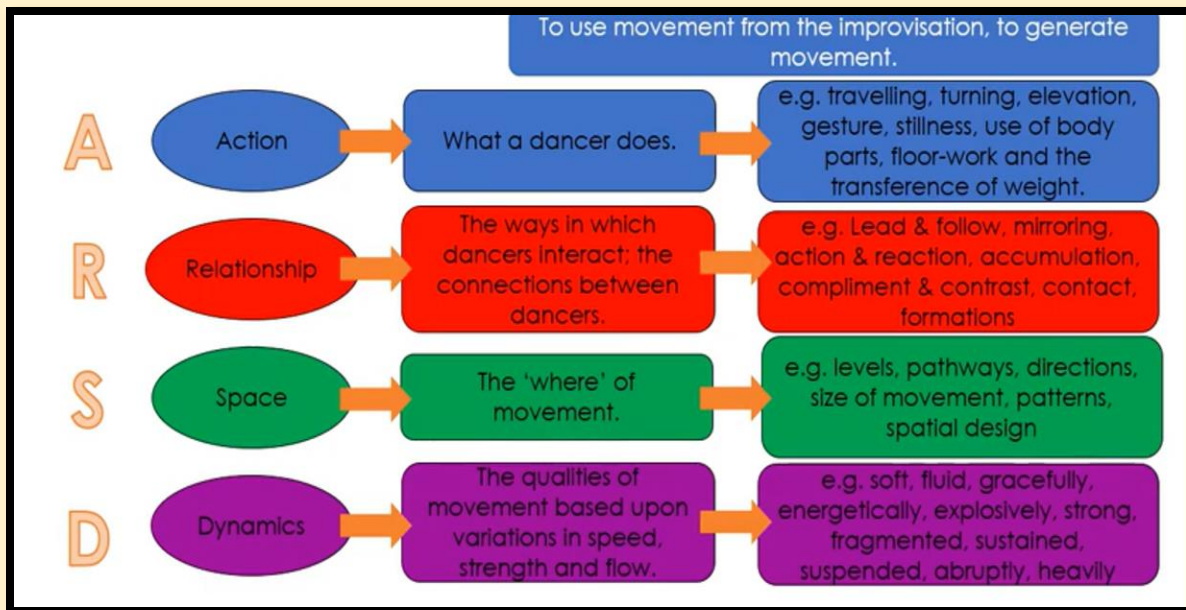 To use movement from the improvisation, to generate
movement.
A
Action
What a dancer does.
e.g. travelling, turning, elevation,
gesture, stillness, use of body
parts, floor-work and the
transference of weight.
R
Relationship
The ways in which
dancers interact; the
connections between
dancers.
e.g. Lead & follow, mirroring,
action & reaction, accumulation,
compliment & contrast, contact,
formations
S
Space
The ‘where’ of
movement.
e.g. levels, pathways, directions,
size of movement, patterns,
spatial design
D
Dynamics
The qualities of
movement based upon
variations in speed,
strength and flow.
e.g. soft, fluid, gracefully,
energetically, explosively, strong,
fragmented, sustained,
suspended, abruptly, heavily